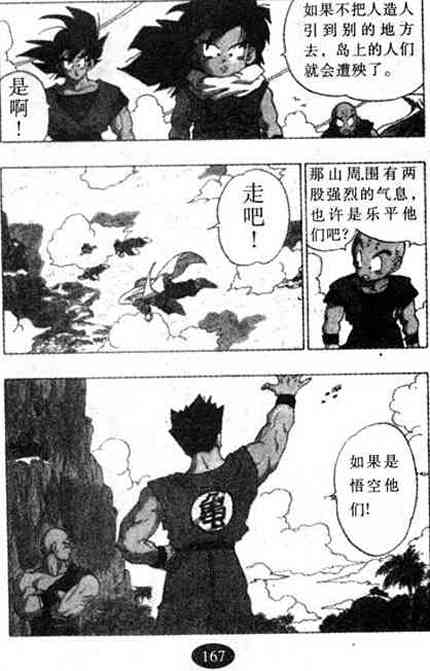 如果不把人造人
引到别的地方
去，岛上的人们
就会遭殃了。
是
啊
！
走
吧
！
那山周围有两
股强烈的气息，
也许是乐平他
们吧？
如果是
悟空他
们!
亀
167